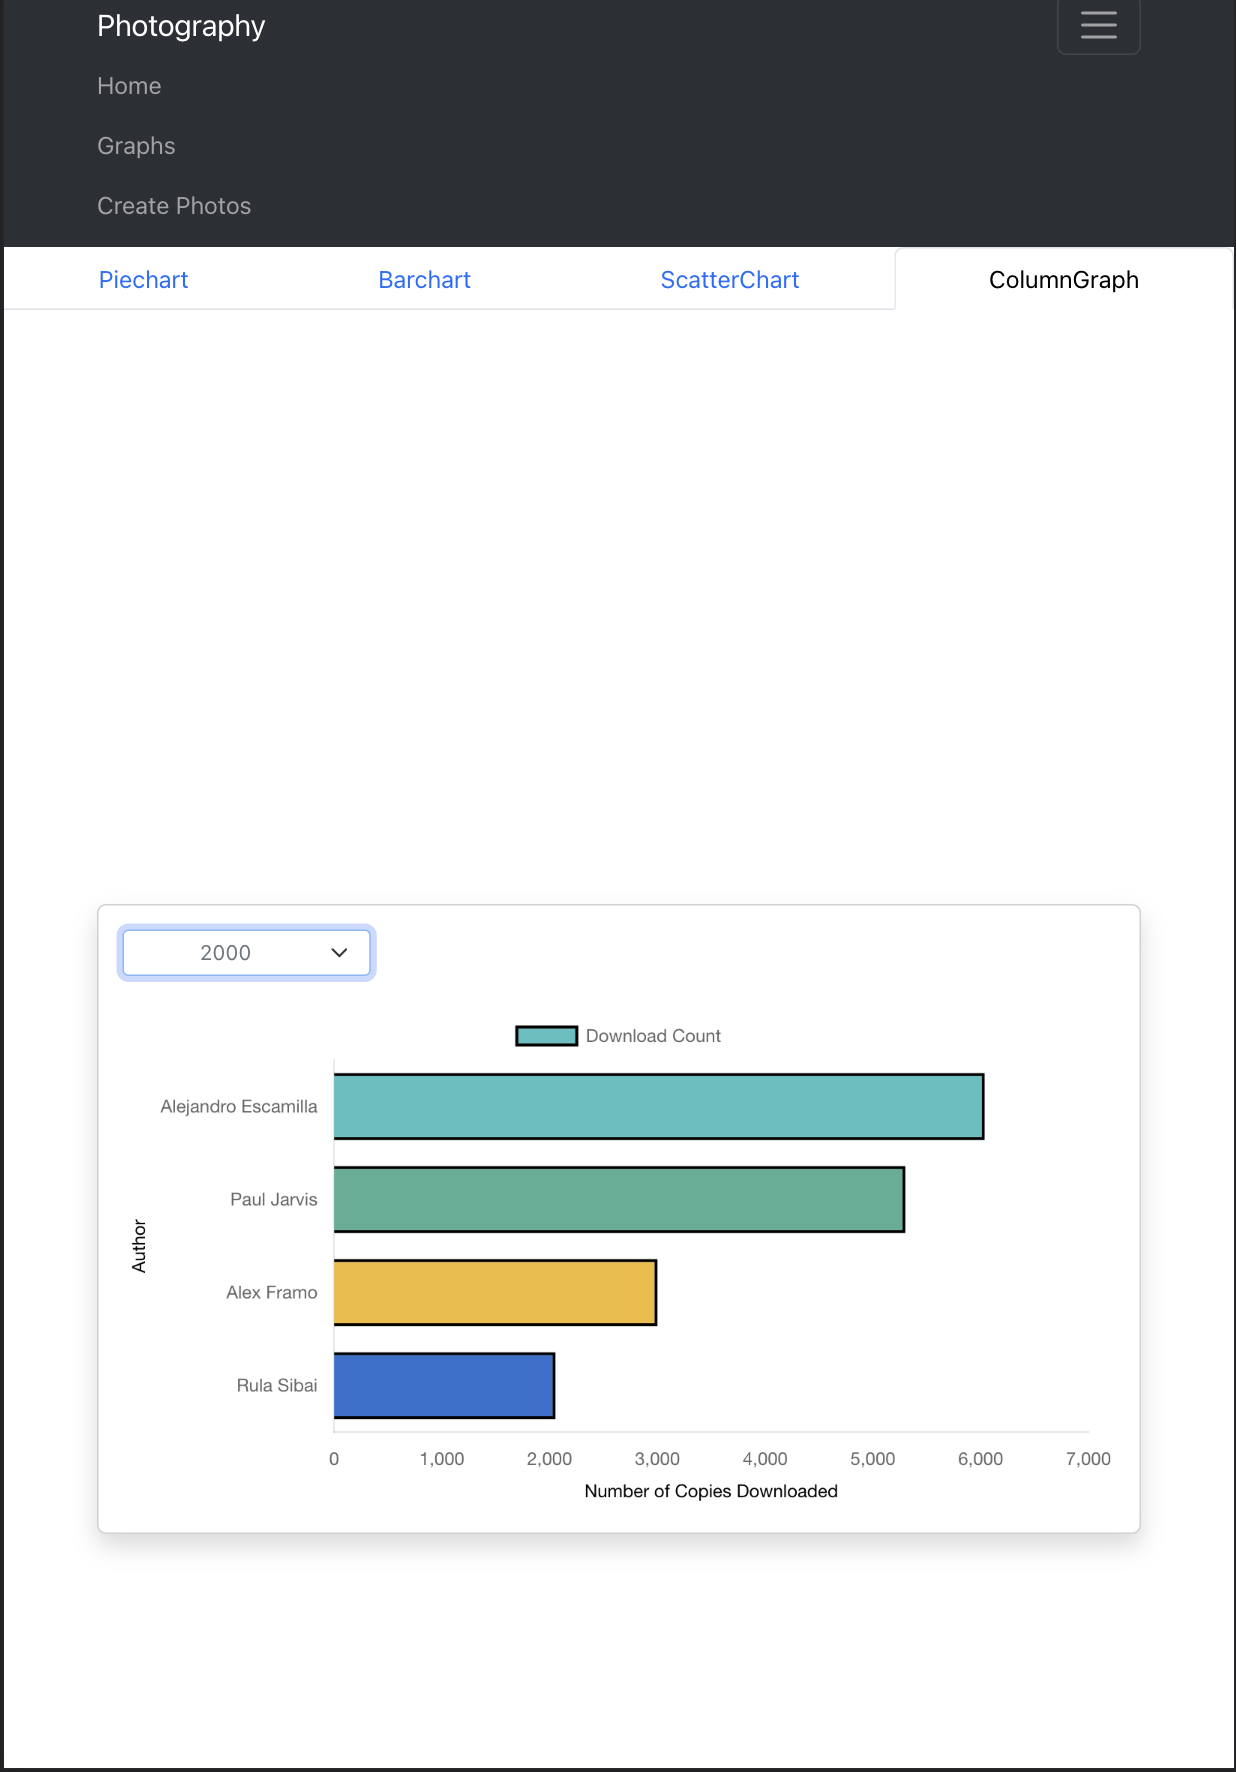 Photography
Home
Graphs
Create Photos
Piechart Barchart ScatterChart ColumnGraph
2000
Download Count
Alejandro Escamilla
Paul Jarvis
Author
Alex Framo
Rula Sibai
0 1,000 2,000 3,000 4,000 5,000 6,000 7,000
Number of Copies Downloaded